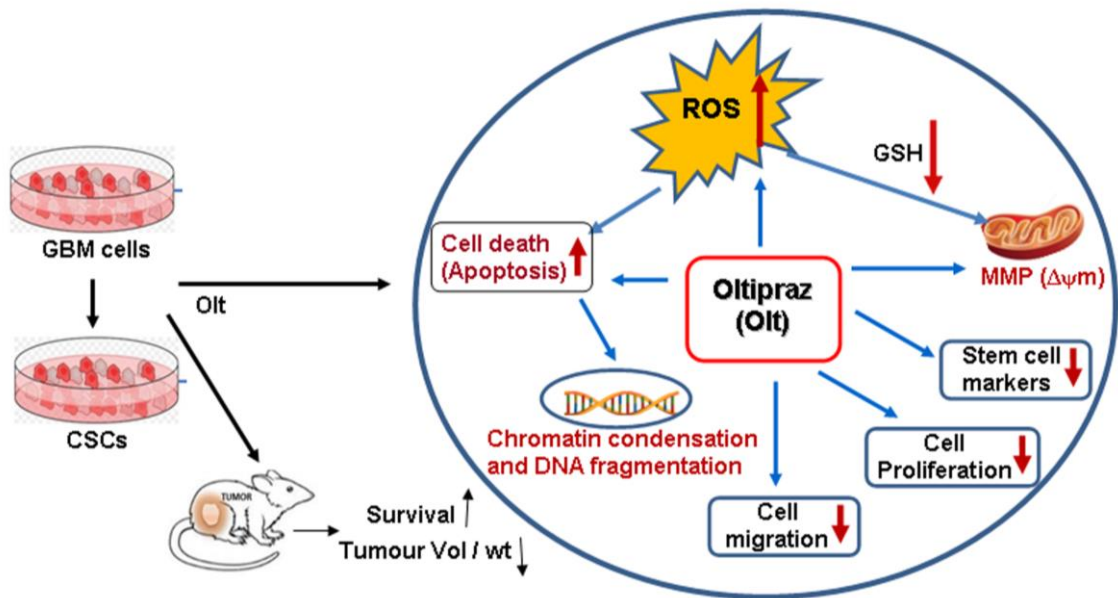 GBM cells
CSCs
Olt
TUMOR
Survival
Tumour Vol / wt
ROS
GSH
MMP (Δψm)
Cell death
(Apoptosis)
Oltipraz
(Olt)
Chromatin condensation
and DNA fragmentation
Stem cell
markers
Cell
Proliferation
Cell
migration